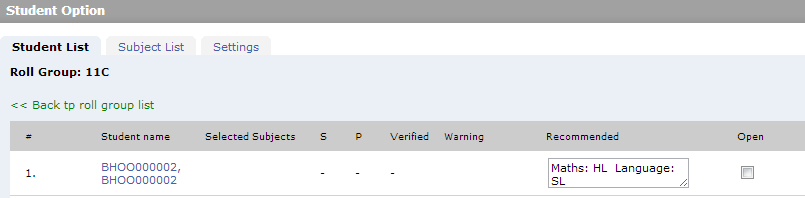 Student Option
Student List Subject List Settings
Roll Group: 11C
<< Back tp roll group list
# Student name Selected Subjects S P Verified Warning Recommended Open
1. BHOO000002, - - - Maths: HL Language:
BHOO000002 SL